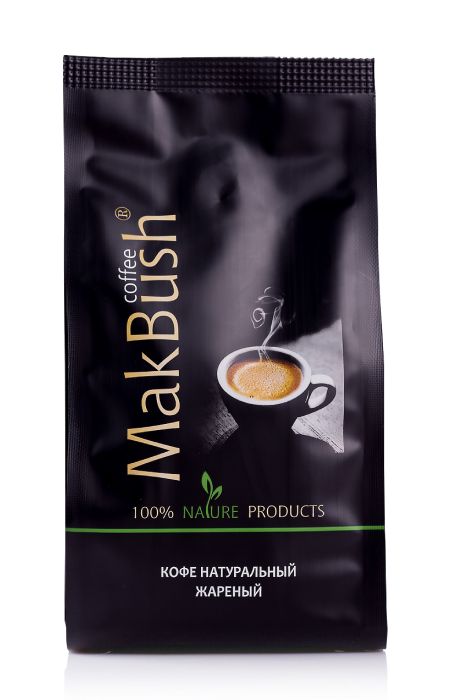 coffee
MakBush®
100% NATURE PRODUCTS
КОФЕ НАТУРАЛЬНЫЙ
ЖАРЕНЫЙ